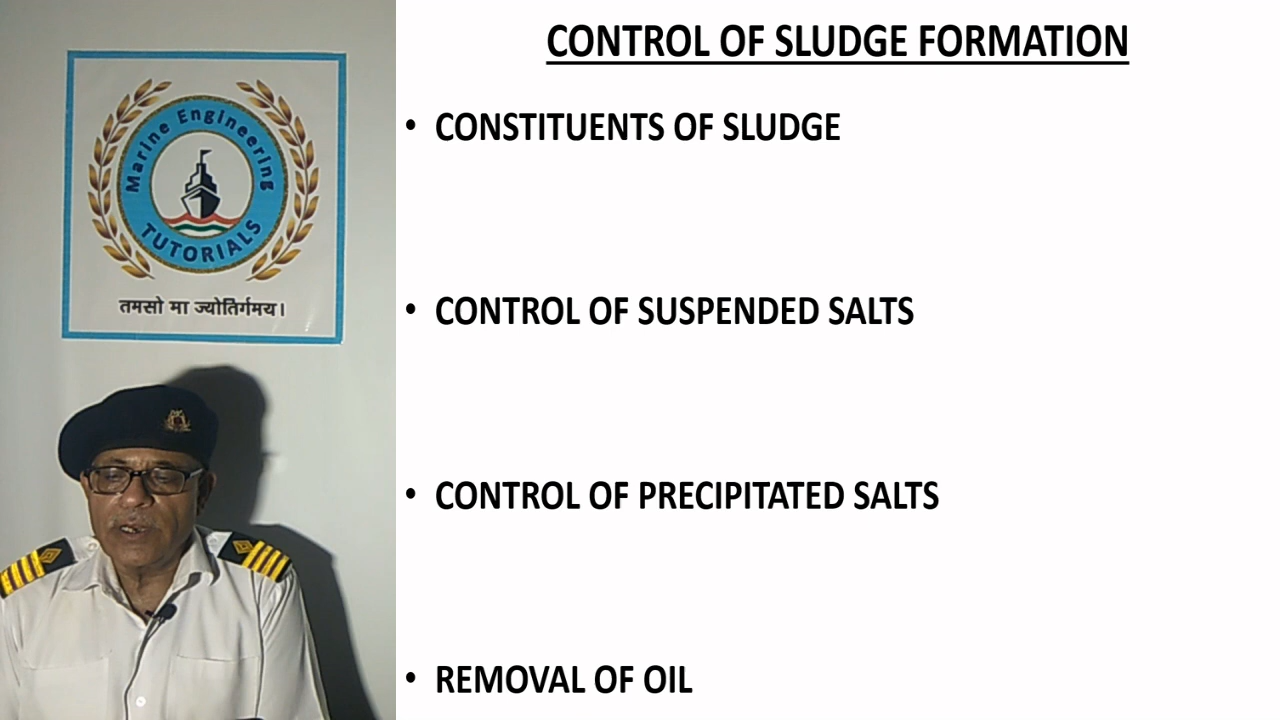 CONTROL OF SLUDGE FORMATION
• CONSTITUENTS OF SLUDGE
• CONTROL OF SUSPENDED SALTS
• CONTROL OF PRECIPITATED SALTS
• REMOVAL OF OIL
Marine Engineering
TUTORIALS
तमसो मा ज्योतिर्गमय।